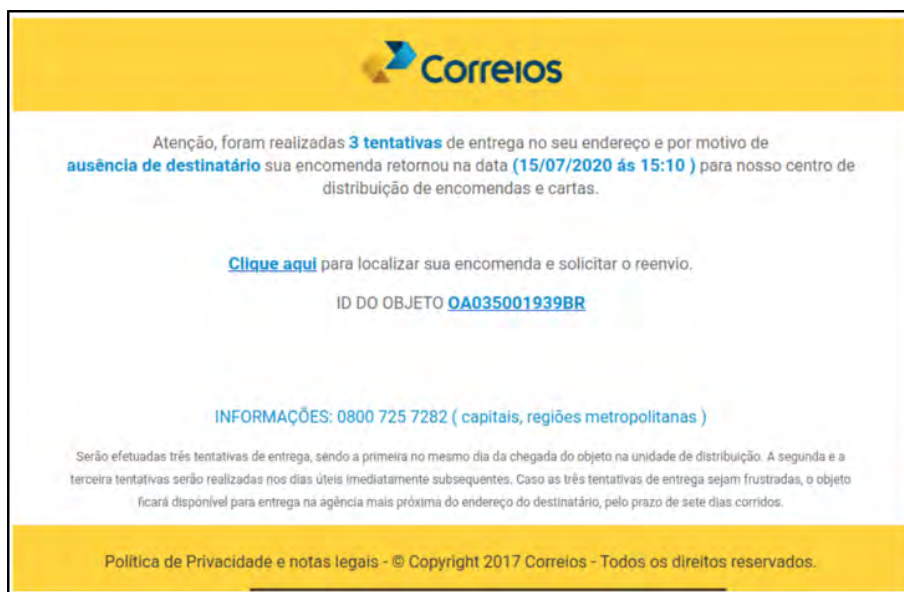 Correios
Atenção, foram realizadas 3 tentativas de entrega no seu endereço e por motivo de
ausência de destinatário sua encomenda retornou na data (15/07/2020 ás 15:10 ) para nosso centro de
distribuição de encomendas e cartas.
Clique aqui para localizar sua encomenda e solicitar o reenvio.
ID DO OBJETO OA035001939BR
INFORMAÇÕES: 0800 725 7282 ( capitais, regiões metropolitanas )
Serão efetuadas três tentativas de entrega, sendo a primeira no mesmo dia da chegada do objeto na unidade de distribuição. A segunda e a
terceira tentativas serão realizadas nos dias úteis imediatamente subsequentes. Caso as três tentativas de entrega sejam frustradas, o objeto
ficará disponível para entrega na agência mais próxima do endereço do destinatário, pelo prazo de sete dias corridos.
Política de Privacidade e notas legais - © Copyright 2017 Correios - Todos os direitos reservados.